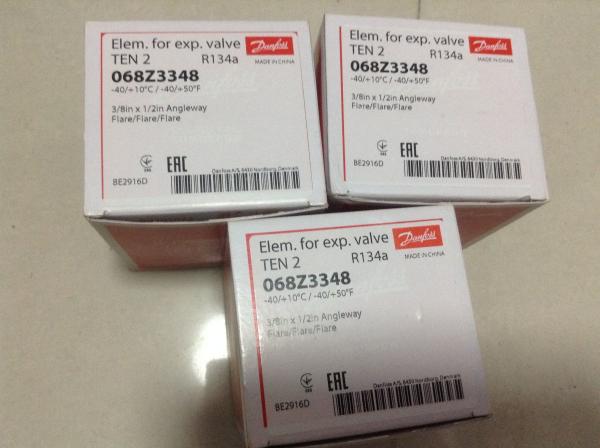 Elem. for exp. valve
Danfoss
TEN 2
R134a
MADE IN CHINA
068Z3348
-40/+10°C / -40/+50°F
3/8in x 1/2in Angleway
Flare/Flare/Flare
EAC
Danfoss A/S, 6430 Nordborg, Denmark
BE2916D
Elem. for exp. valve
Danfoss
TEN 2
R134a
MADE IN CHINA
068Z3348
-40/+10°C / -40/+50°F
3/8in x 1/2in Angleway
Flare/Flare/Flare
EAC
Danfoss A/S, 6430 Nordborg, Denmark
BE2916D
Elem. for exp. valve
Danfoss
TEN 2
R134a
MADE IN CHINA
068Z3348
-40/+10°C / -40/+50°F
3/8in x 1/2in Angleway
Flare/Flare/Flare
EAC
Danfoss A/S, 6430 Nordborg, Denmark
BE2916D